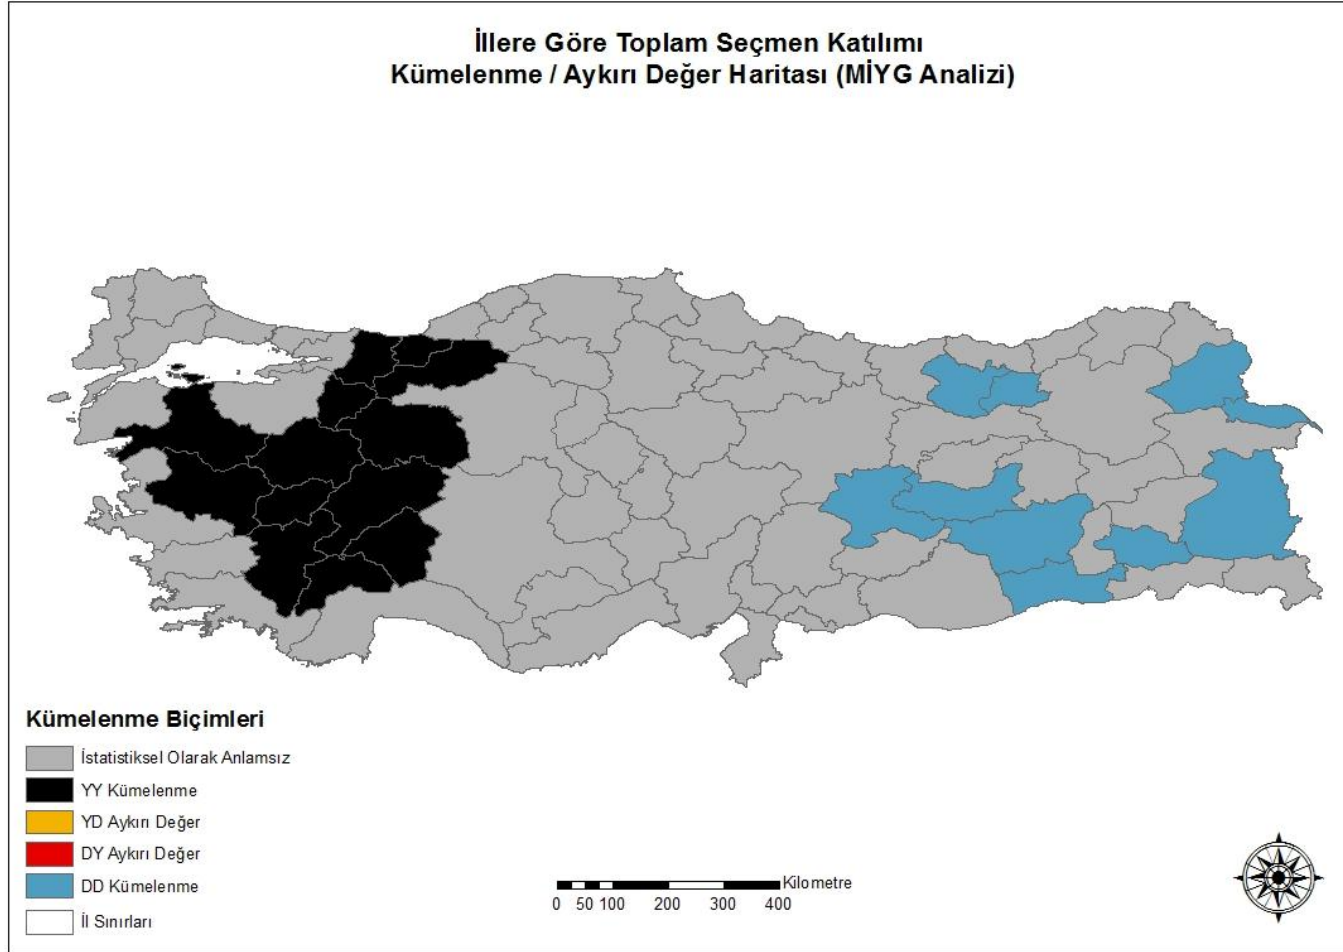 İllere Göre Toplam Seçmen Katılımı
Kümelenme / Aykırı Değer Haritası (MİYG Analizi)
Kümelenme Biçimleri
İstatistiksel Olarak Anlamsız
YY Kümelenme
YD Aykırı Değer
DY Aykırı Değer
DD Kümelenme
İl Sınırları
Kilometre
0 50 100 200 300 400